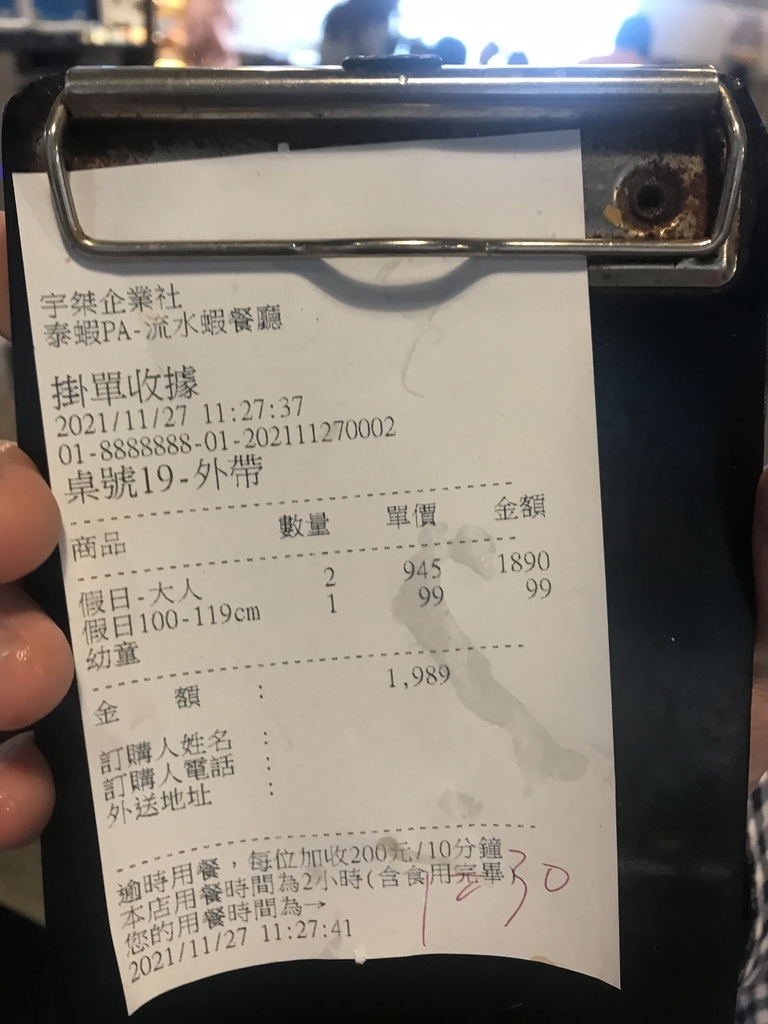 宇桀企業社
泰蝦PA-流水蝦餐廳
掛單收據
2021/11/27 11:27:37
01-8888888-01-202111270002
桌號19-外帶
商品 數量 單價 金額
假日-大人 2 945 1890
假日100-119cm 1 99 99
幼童
金 額 : 1,989
訂購人姓名 :
訂購人電話 :
外送地址 :
逾時用餐，每位加收200元/10分鐘
本店用餐時間為2小時(含食用完畢)
您的用餐時間為→
1:30
2021/11/27 11:27:41